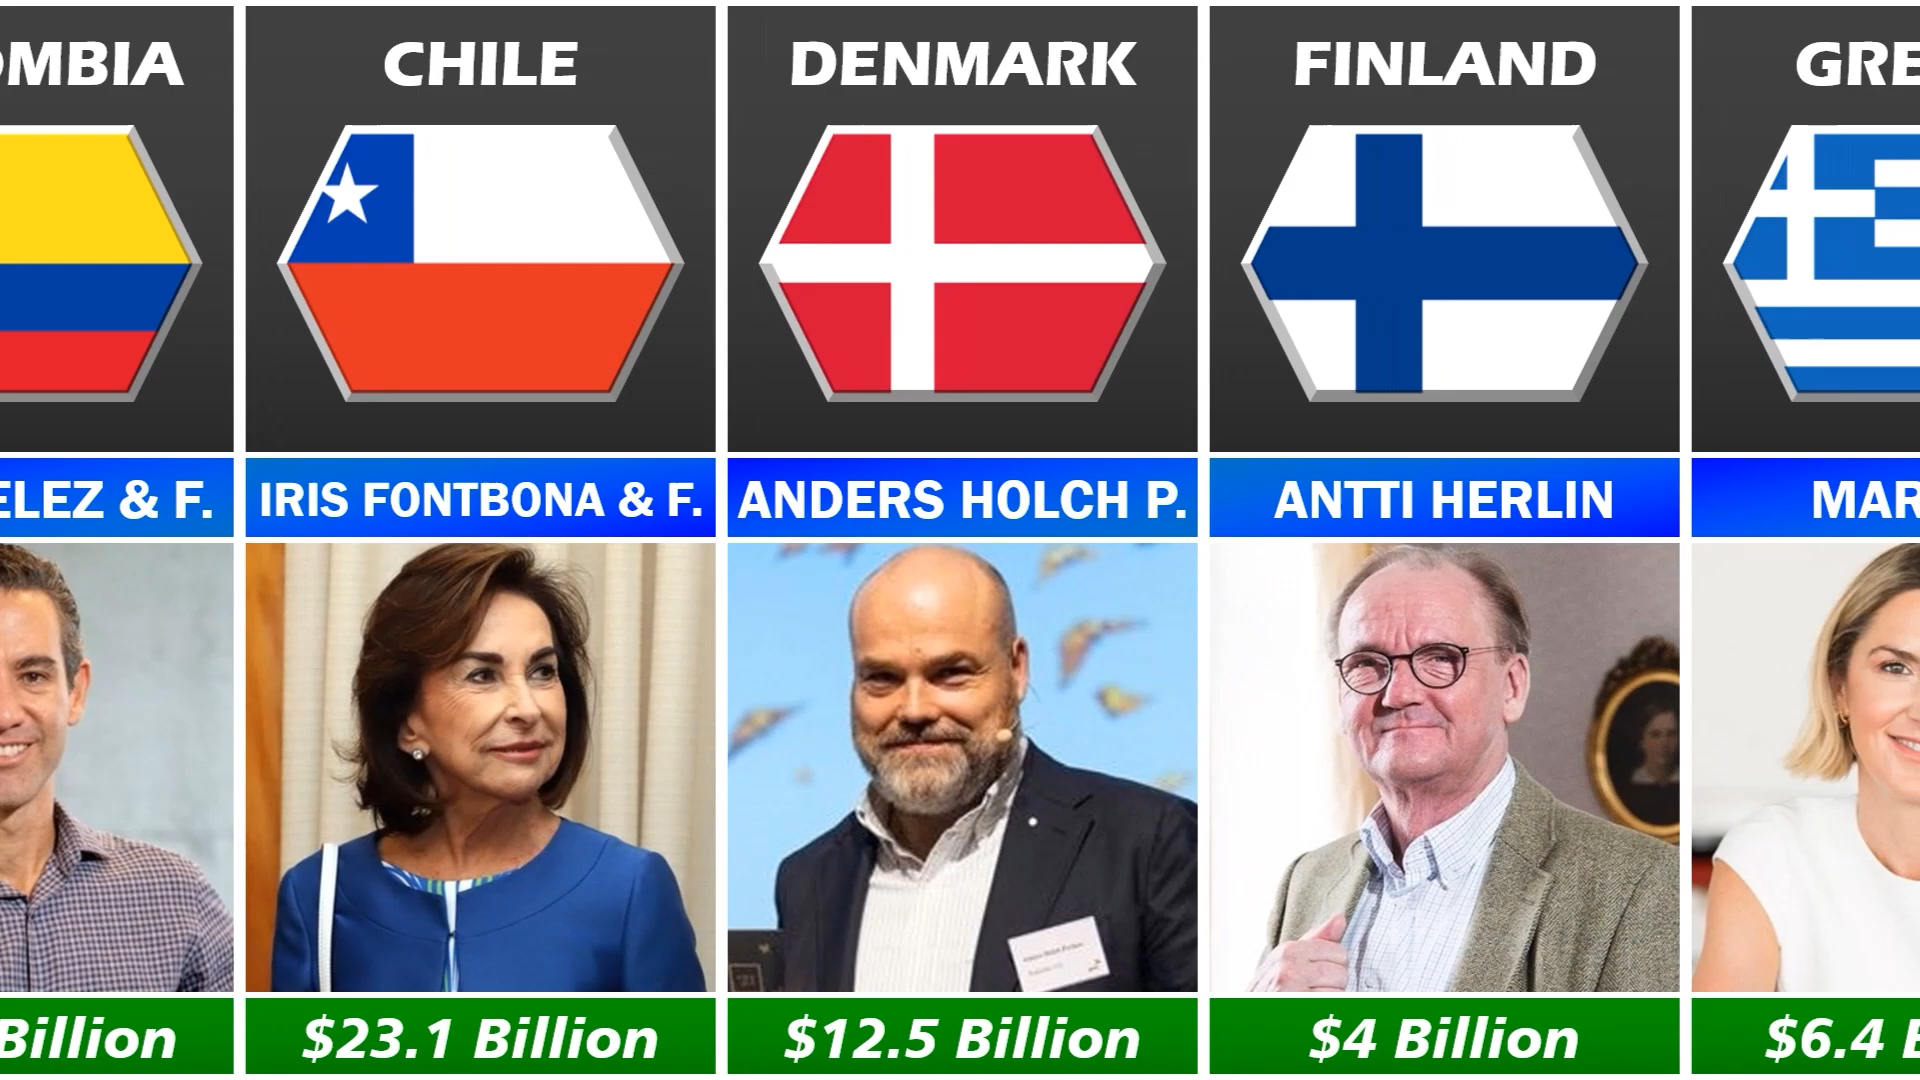 OMBIA
CHILE
DENMARK
FINLAND
GRE
ELEZ & F.
IRIS FONTBONA & F.
ANDERS HOLCH P.
ANTTI HERLIN
MAR
Billion
$23.1 Billion
$12.5 Billion
$4 Billion
$6.4 B